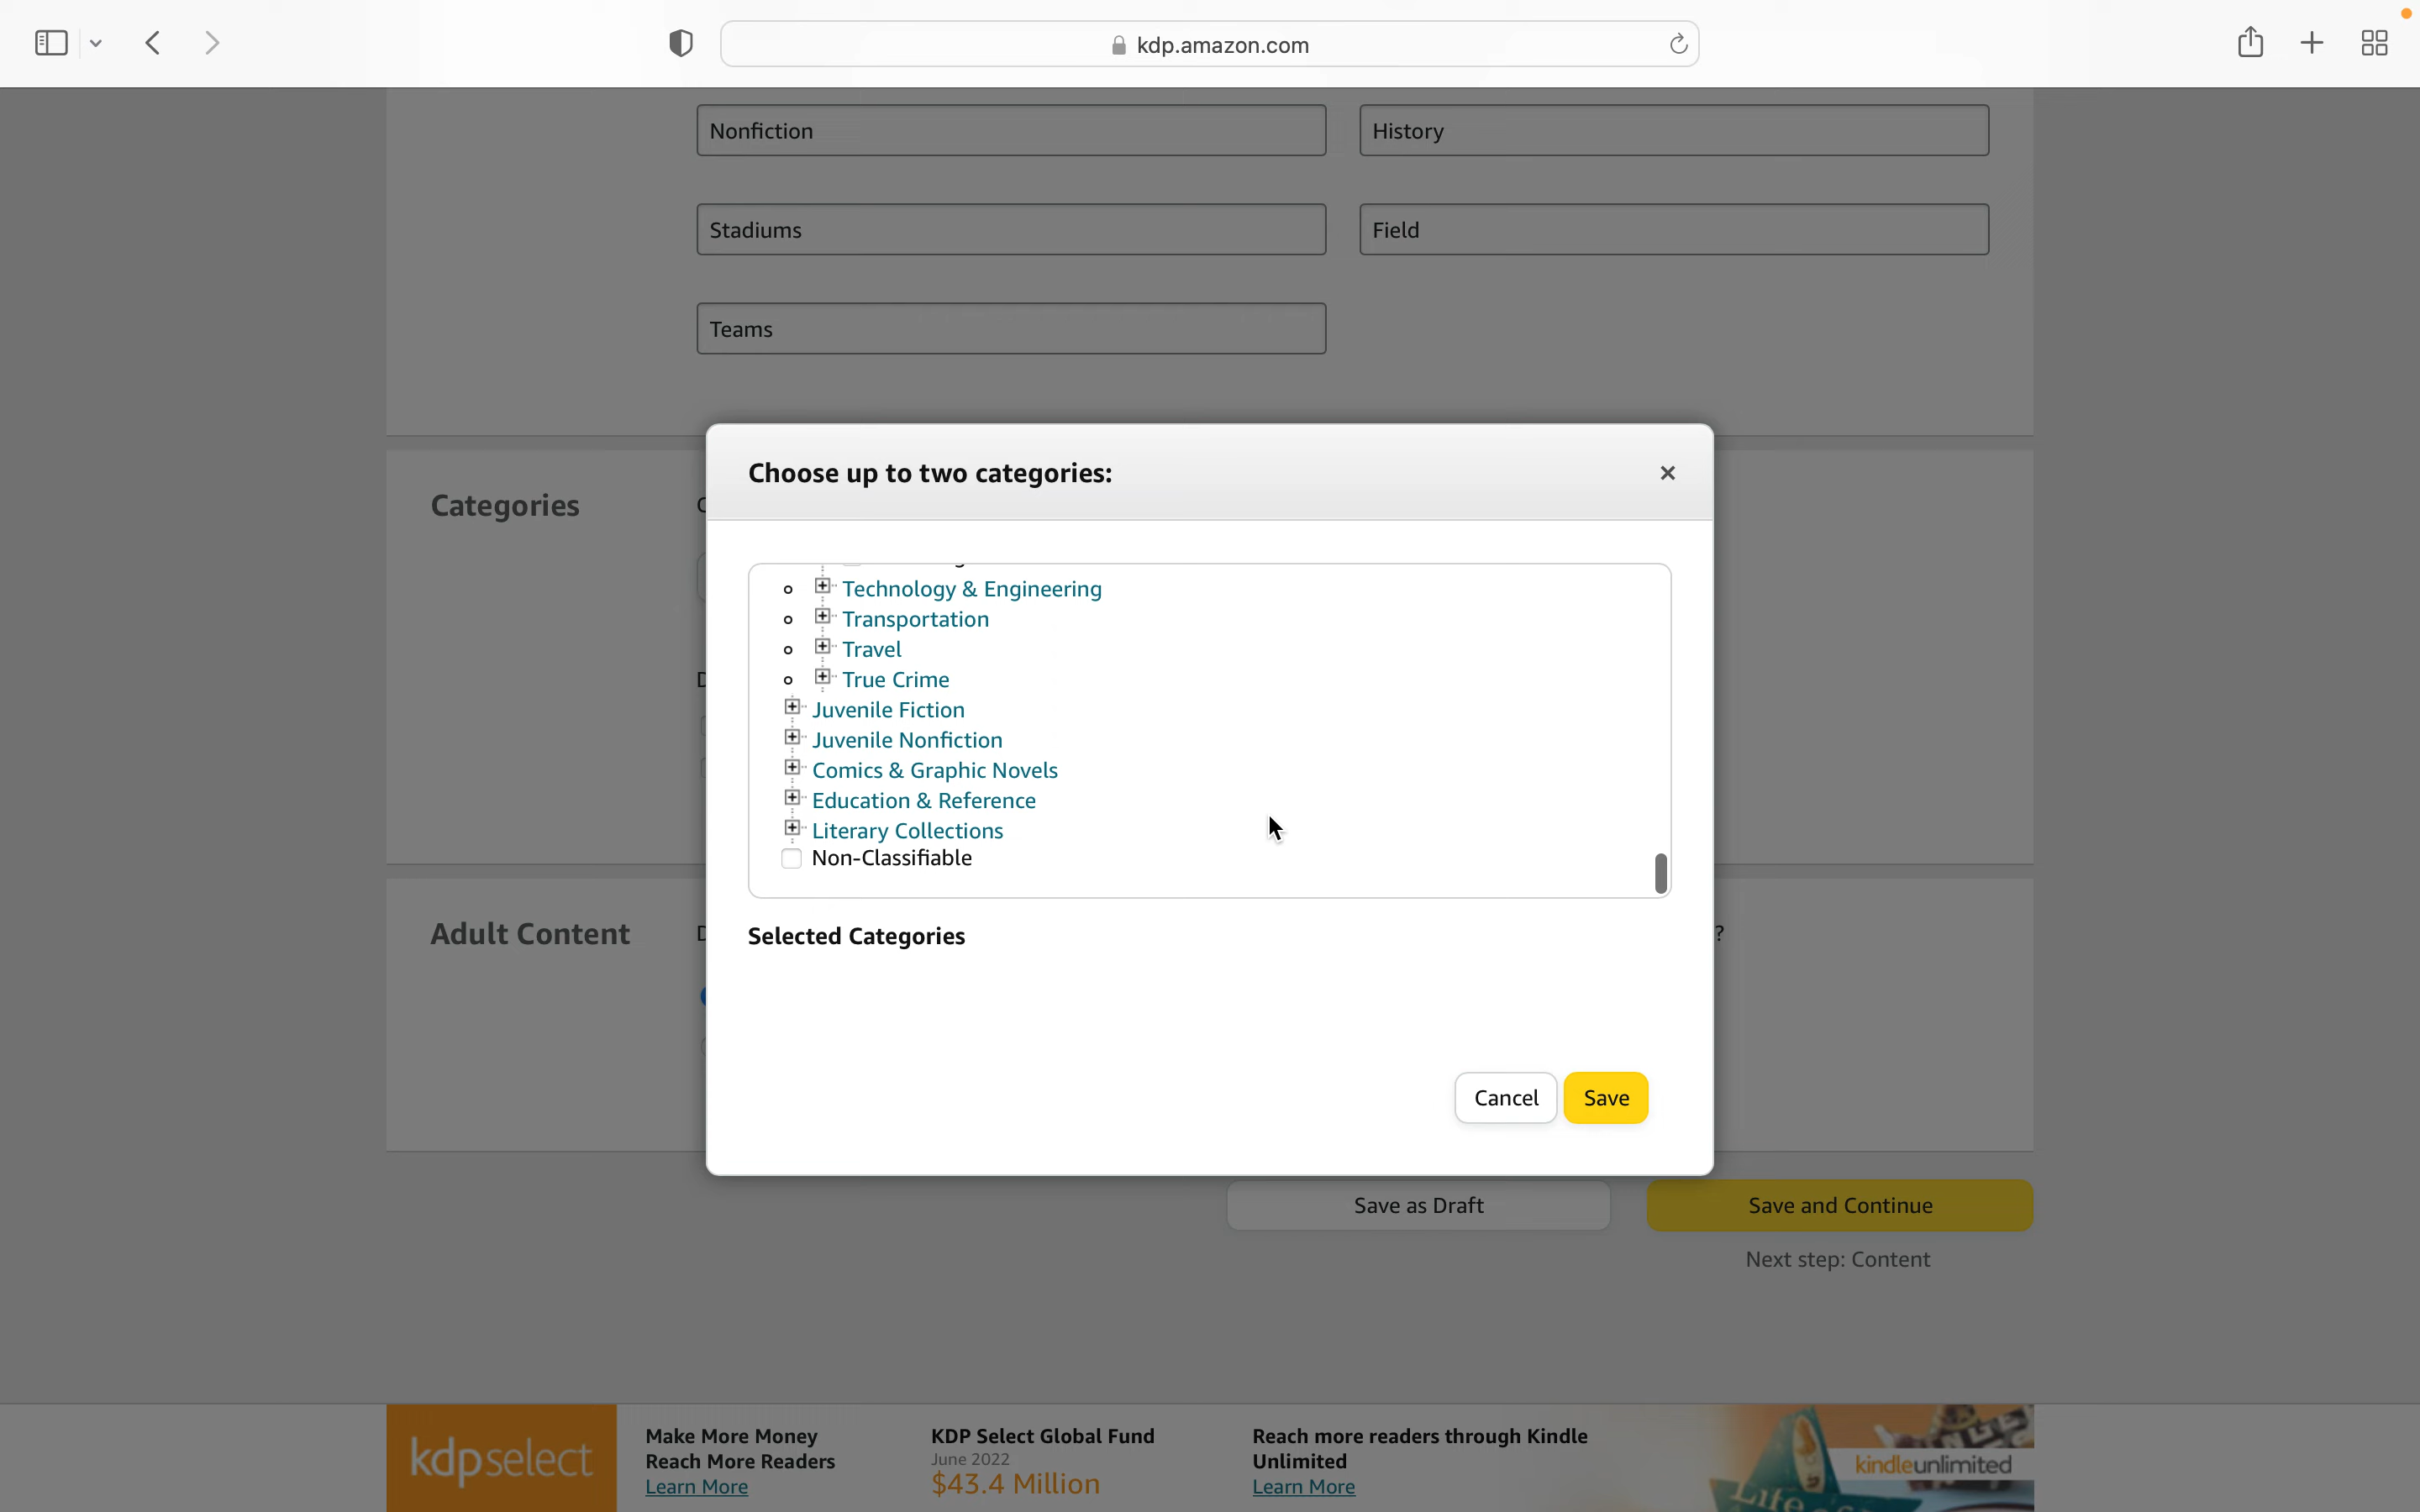 kdp.amazon.com
Nonfiction
History
Stadiums
Field
Teams
Choose up to two categories:
Categories
Technology & Engineering
Transportation
Travel
True Crime
Juvenile Fiction
Juvenile Nonfiction
Comics & Graphic Novels
Education & Reference
Literary Collections
Non-Classifiable
Adult Content
?
Selected Categories
Cancel
Save
Save as Draft
Save and Continue
Next step: Content
kdpselect
Make More Money
Reach More Readers
Learn More
KDP Select Global Fund
June 2022
$43.4 Million
Reach more readers through Kindle
Unlimited
Learn More
kindleunlimited